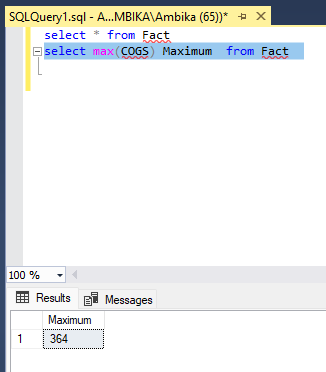 SQLQuery1.sql - A...MBIKA\Ambika (65))*
select * from Fact
select max(COGS) Maximum  from Fact
100 %
Results Messages
Maximum
1 364